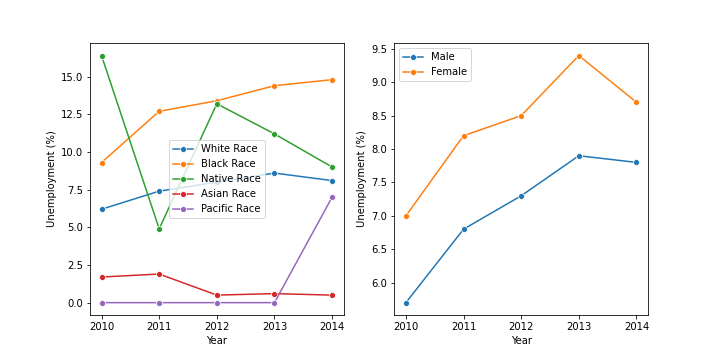 15.0
12.5
10.0
7.5
5.0
2.5
0.0
Unemployment (%)
White Race
Black Race
Native Race
Asian Race
Pacific Race
2010 2011 2012 2013 2014
Year
9.5
9.0
8.5
8.0
7.5
7.0
6.5
6.0
Unemployment (%)
Male
Female
2010 2011 2012 2013 2014
Year